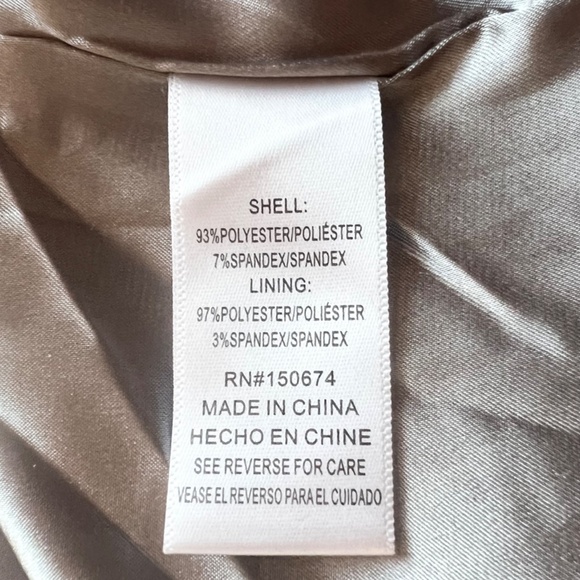 SHELL:
93%POLYESTER/POLIÉSTER
7%SPANDEX/SPANDEX
LINING:
97%POLYESTER/POLIÉSTER
3%SPANDEX/SPANDEX
RN#150674
MADE IN CHINA
HECHO EN CHINE
SEE REVERSE FOR CARE
VEASE EL REVERSO PARA EL CUIDADO